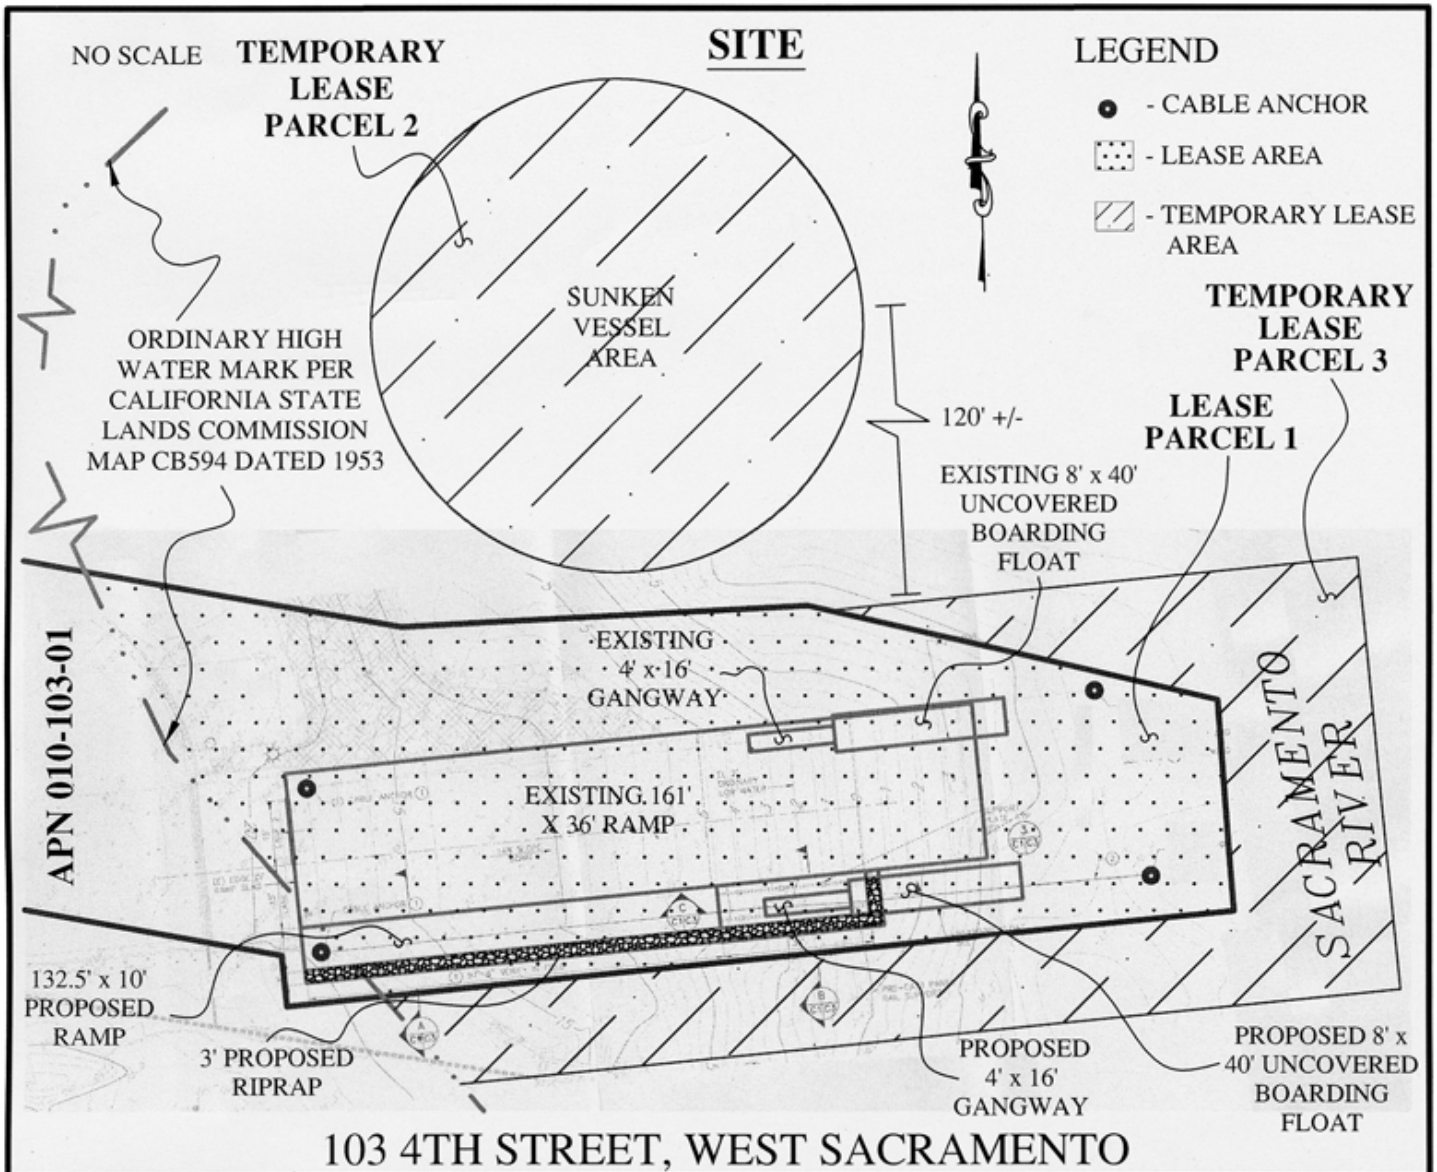 NO SCALE
TEMPORARY
LEASE
PARCEL 2
SITE
LEGEND
- CABLE ANCHOR
- LEASE AREA
- TEMPORARY LEASE
AREA
TEMPORARY
LEASE
PARCEL 3
LEASE
PARCEL 1
SUNKEN
VESSEL
AREA
ORDINARY HIGH
WATER MARK PER
CALIFORNIA STATE
LANDS COMMISSION
MAP CB594 DATED 1953
120' +/-
EXISTING 8' x 40'
UNCOVERED
BOARDING
FLOAT
APN 010-103-01
EXISTING
4' x 16'
GANGWAY
EXISTING 161'
X 36' RAMP
SACRAMENTO
RIVER
C
B
A
132.5' x 10'
PROPOSED
RAMP
3' PROPOSED
RIPRAP
PROPOSED
4' x 16'
GANGWAY
PROPOSED 8' x
40' UNCOVERED
BOARDING
FLOAT
103 4TH STREET, WEST SACRAMENTO